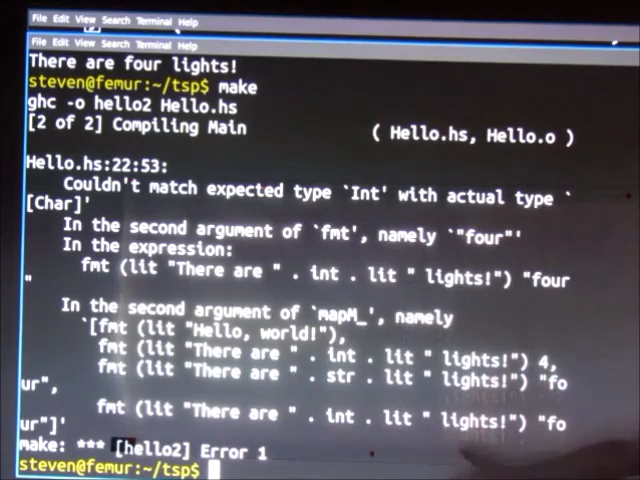 File Edit View Search Terminal Help
File Edit View Search Terminal Help
There are four lights!
steven@femur:~/tsp$ make
ghc -o hello2 Hello.hs
[2 of 2] Compiling Main ( Hello.hs, Hello.o )
Hello.hs:22:53:
Couldn't match expected type `Int' with actual type `
[Char]'
In the second argument of `fmt', namely `"four"'
In the expression:
fmt (lit "There are " . int . lit " lights!") "four
"
In the second argument of `mapM_', namely
`[fmt (lit "Hello, world!"),
fmt (lit "There are " . int . lit " lights!") 4,
fmt (lit "There are " . str . lit " lights!") "fo
ur",
fmt (lit "There are " . int . lit " lights!") "fo
ur"]'
make: *** [hello2] Error 1
steven@femur:~/tsp$